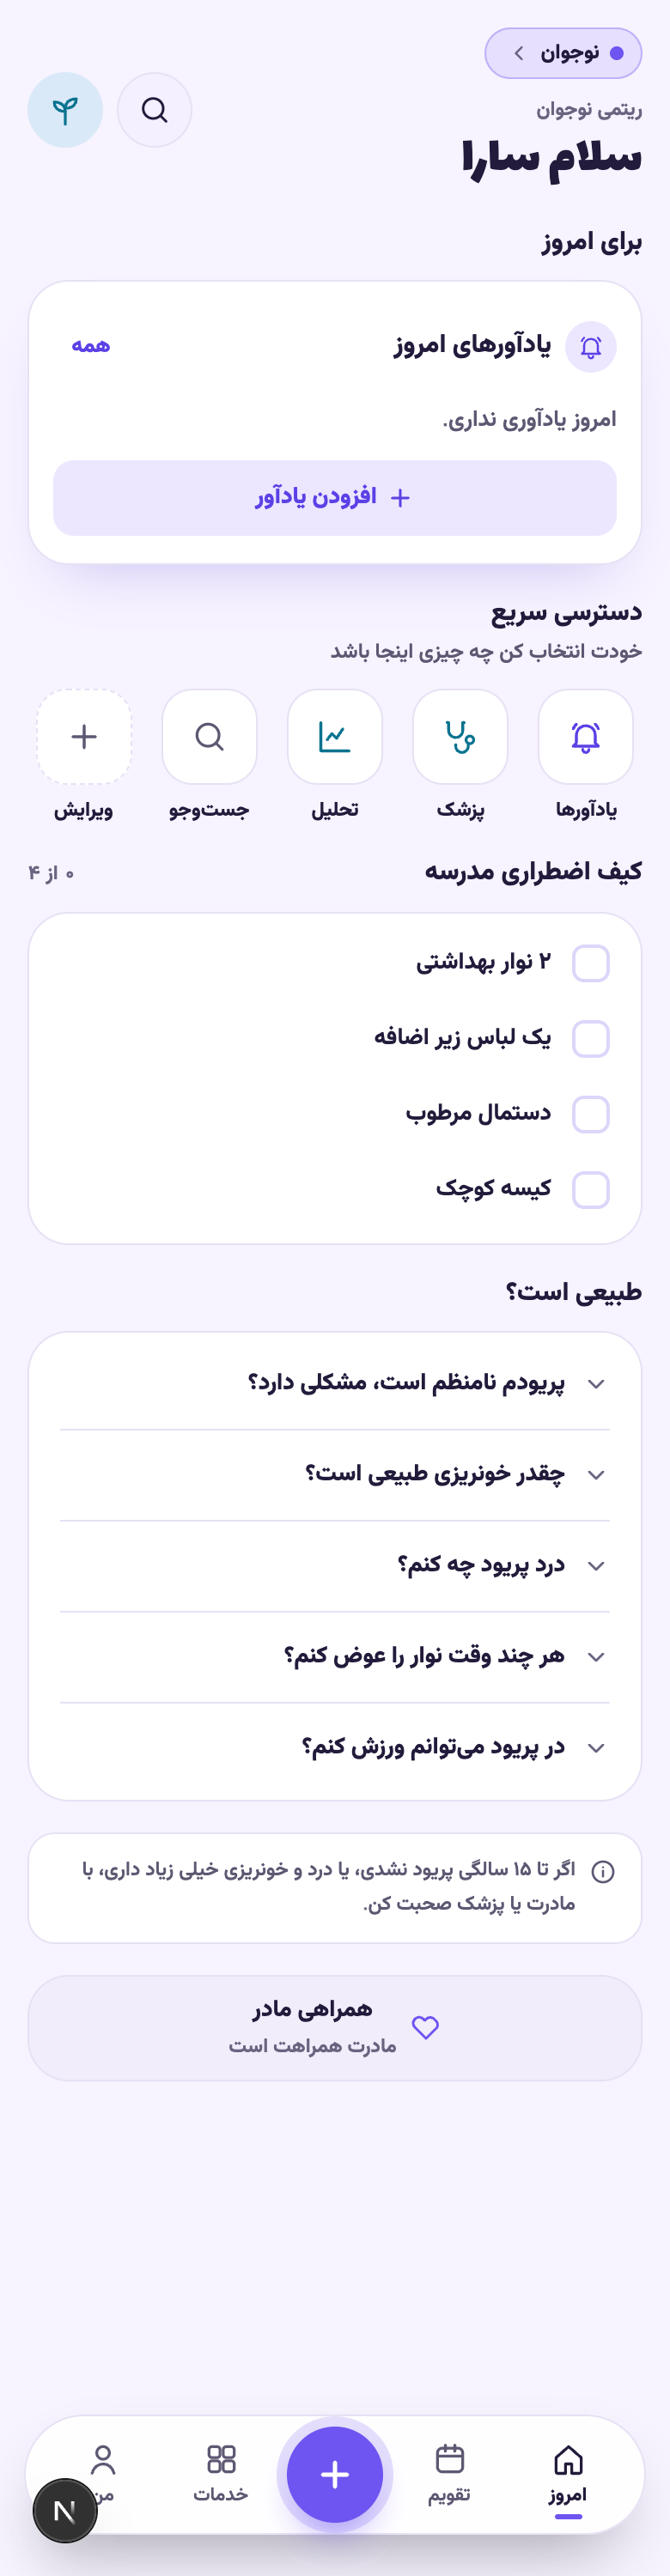 نوجوان
ریتمی نوجوان
سلام سارا
برای امروز
یادآورهای امروز
همه
امروز یادآوری نداری.
افزودن یادآور
دسترسی سریع
خودت انتخاب کن چه چیزی اینجا باشد
یادآورها
پزشک
تحلیل
جست‌وجو
ویرایش
کیف اضطراری مدرسه
۰ از ۴
۲ نوار بهداشتی
یک لباس زیر اضافه
دستمال مرطوب
کیسه کوچک
طبیعی است؟
پریودم نامنظم است، مشکلی دارد؟
چقدر خونریزی طبیعی است؟
درد پریود چه کنم؟
هر چند وقت نوار را عوض کنم؟
در پریود می‌توانم ورزش کنم؟
اگر تا ۱۵ سالگی پریود نشدی، یا درد و خونریزی خیلی زیاد داری، با
مادرت یا پزشک صحبت کن.
همراهی مادر
مادرت همراهت است
امروز
تقویم
خدمات
من
N